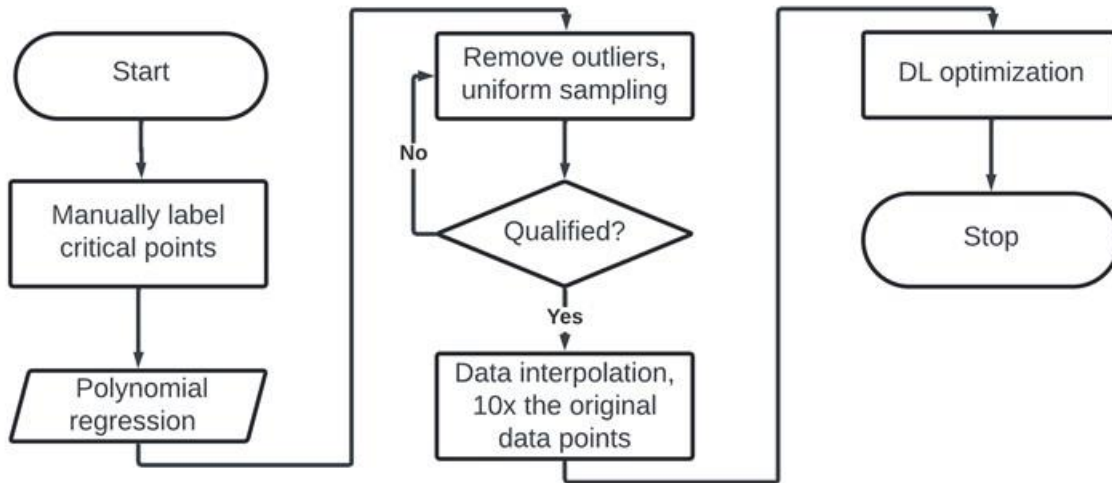 Start
Manually label
critical points
Polynomial
regression
Remove outliers,
uniform sampling
No
Qualified?
Yes
Data interpolation,
10x the original
data points
DL optimization
Stop